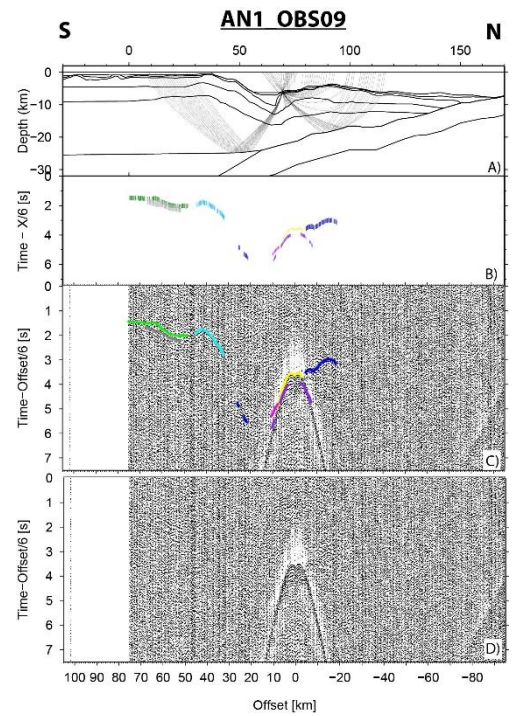 AN1_OBS09
S N
0 50 100 150
Depth (km)
0
−10
−20
−30
A)
Time − X/6 [s]
2
4
6
B)
Time−Offset/6 [s]
0
1
2
3
4
5
6
7
C)
Time−Offset/6 [s]
0
1
2
3
4
5
6
7
D)
100 90 80 70 60 50 40 30 20 10 0 −20 −40 −60 −80
Offset [km]